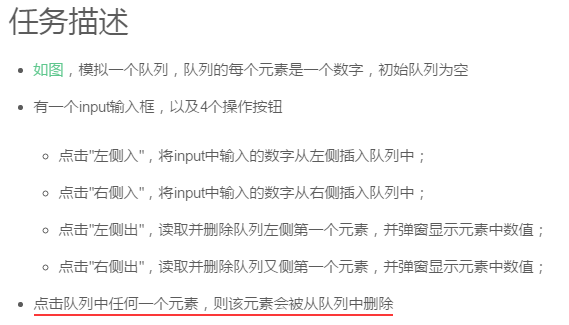 任务描述
如图，模拟一个队列，队列的每个元素是一个数字，初始队列为空
有一个input输入框，以及4个操作按钮
点击"左侧入"，将input中输入的数字从左侧插入队列中；
点击"右侧入"，将input中输入的数字从右侧插入队列中；
点击"左侧出"，读取并删除队列左侧第一个元素，并弹窗显示元素中数值；
点击"右侧出"，读取并删除队列又侧第一个元素，并弹窗显示元素中数值；
点击队列中任何一个元素，则该元素会被从队列中删除